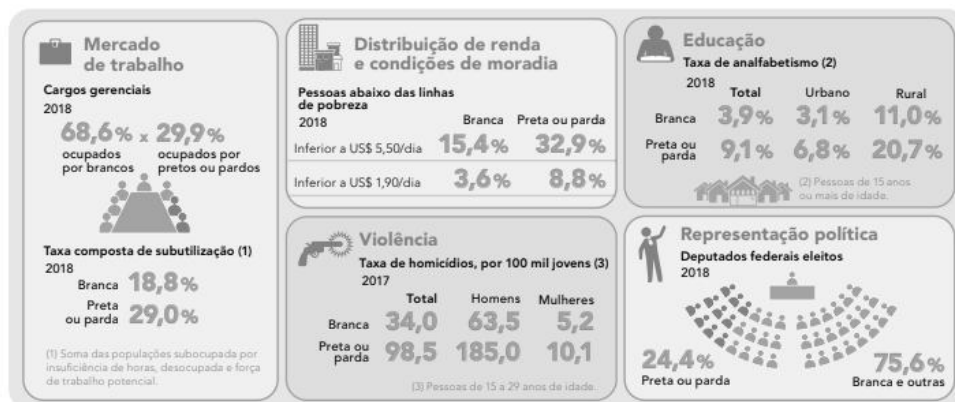 Mercado
de trabalho
Cargos gerenciais
2018
68,6% x 29,9%
ocupados
por brancos
ocupados por
pretos ou pardos
Taxa composta de subutilização (1)
2018
Branca 18,8%
Preta
ou parda 29,0%
(1) Soma das populações subocupada por
insuficiência de horas, desocupada e força
de trabalho potencial.
Distribuição de renda
e condições de moradia
Pessoas abaixo das linhas
de pobreza
2018 Branca Preta ou parda
Inferior a US$ 5,50/dia 15,4% 32,9%
Inferior a US$ 1,90/dia 3,6% 8,8%
Educação
Taxa de analfabetismo (2)
2018 Total Urbano Rural
Branca 3,9% 3,1% 11,0%
Preta ou
parda 9,1% 6,8% 20,7%
(2) Pessoas de 15 anos
ou mais de idade.
Violência
Taxa de homicídios, por 100 mil jovens (3)
2017
Total Homens Mulheres
Branca 34,0 63,5 5,2
Preta ou
parda 98,5 185,0 10,1
(3) Pessoas de 15 a 29 anos de idade.
Representação política
Deputados federais eleitos
2018
24,4%
Preta ou parda
75,6%
Branca e outras